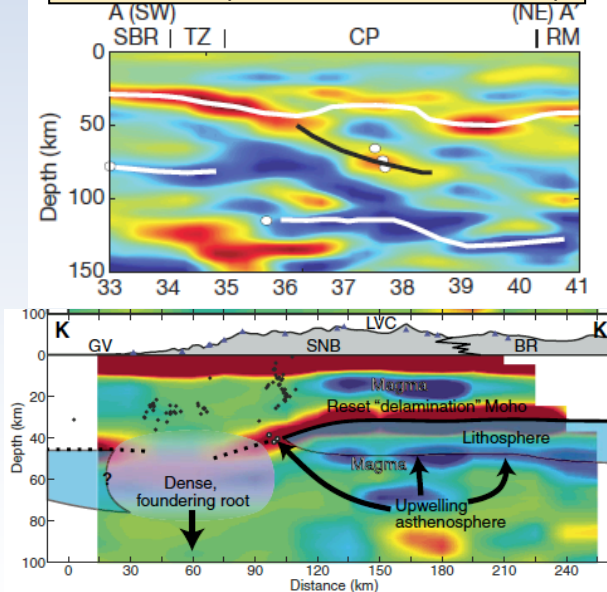 A (SW) (NE) A′
SBR TZ CP RM
0
50
100
150
Depth (km)
33 34 35 36 37 38 39 40 41
100
K K
LVC
GV SNB BR
0
Magma
20
Reset "delamination" Moho
Lithosphere
40
Magma
?
60
Dense,
foundering root
Upwelling
asthenosphere
80
100
Depth (km)
0 30 60 90 120 150 180 210 240
Distance (km)